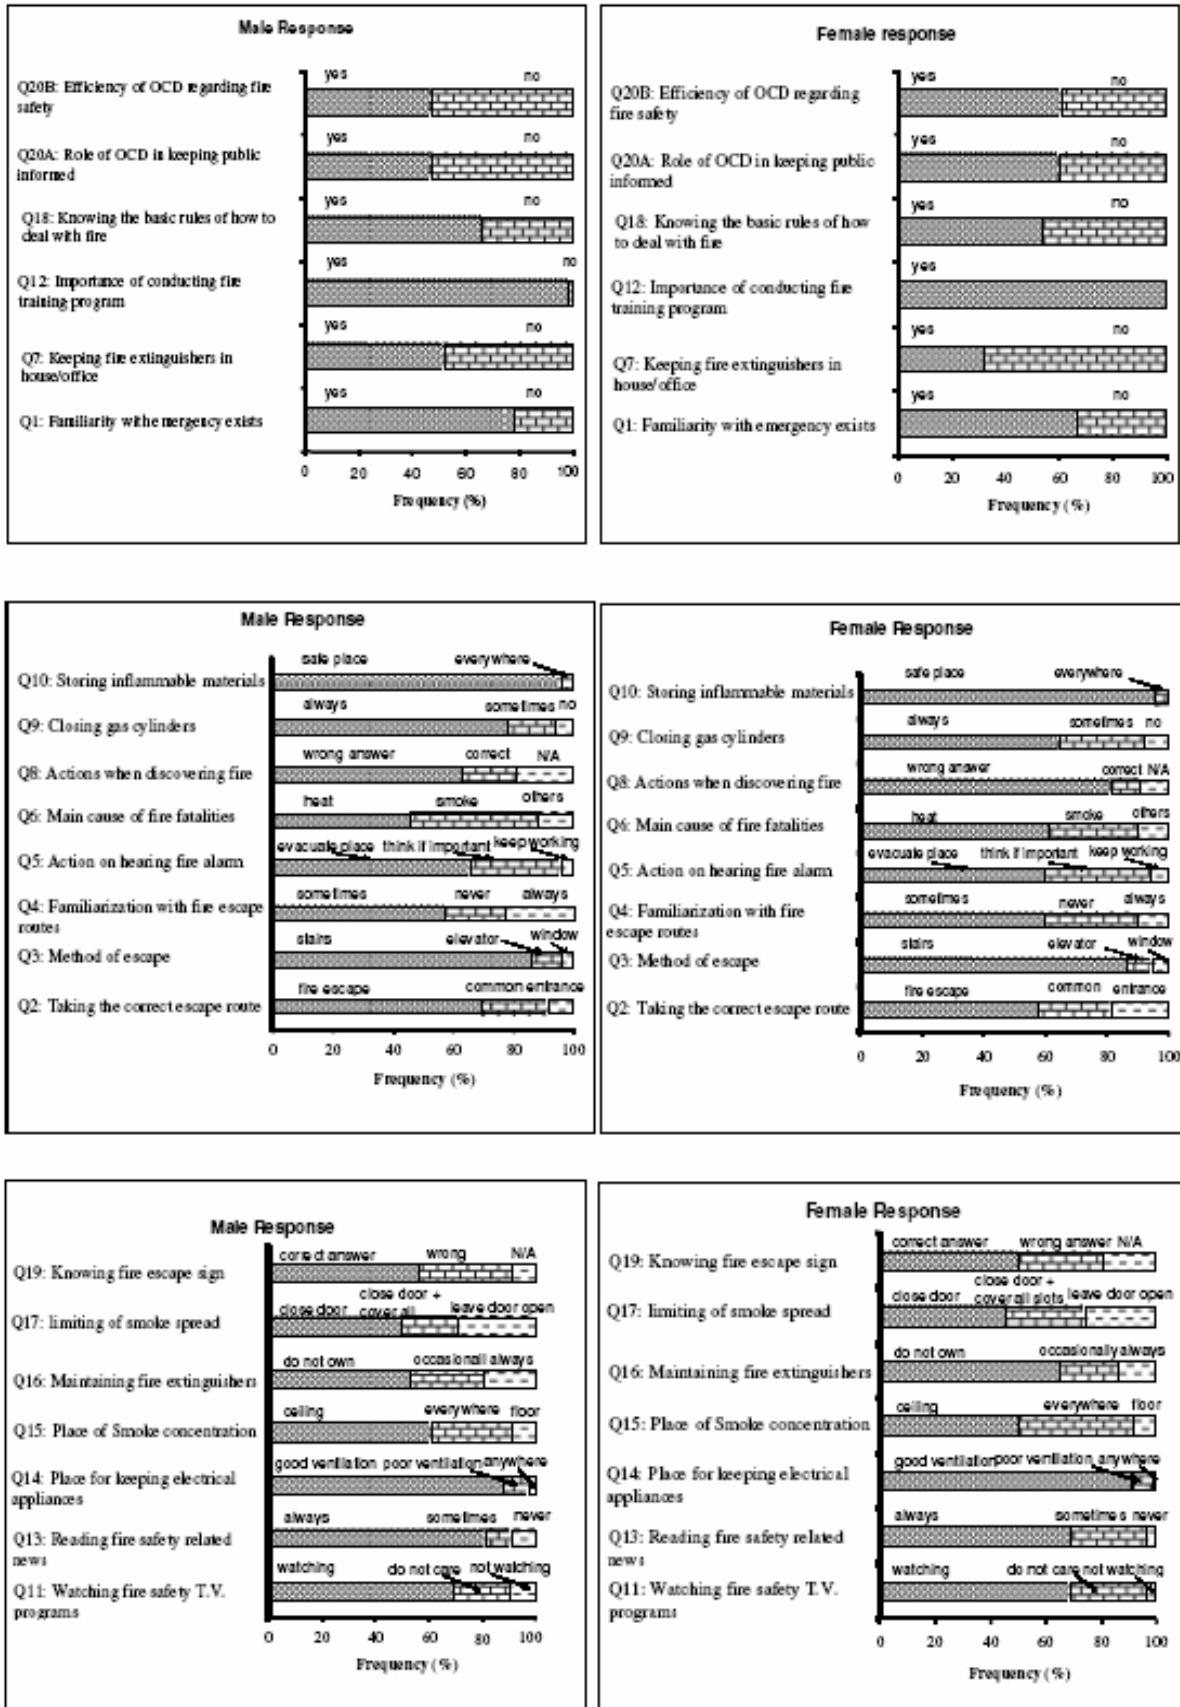 Male Response
yes no
Q20B: Efficiency of OCD regarding fire
safety
yes no
Q20A: Role of OCD in keeping public
informed
yes no
Q18: Knowing the basic rules of how to
deal with fire
yes no
Q12: Importance of conducting fire
training program
yes no
Q7: Keeping fire extinguishers in
house/office
yes no
Q1: Familiarity with emergency exists
0 20 40 60 80 100
Frequency (%)
Female response
yes no
Q20B: Efficiency of OCD regarding
fire safety
yes no
Q20A: Role of OCD in keeping public
informed
yes no
Q18: Knowing the basic rules of how
to deal with fire
yes
Q12: Importance of conducting fire
training program
yes no
Q7: Keeping fire extinguishers in
house/office
yes no
Q1: Familiarity with emergency exists
0 20 40 60 80 100
Frequency (%)
Male Response
safe place everywhere
Q10: Storing inflammable materials
always sometimes no
Q9: Closing gas cylinders
wrong answer correct N/A
Q8: Actions when discovering fire
heat smoke others
Q6: Main cause of fire fatalities
evacuate place think if important keep working
Q5: Action on hearing fire alarm
sometimes never always
Q4: Familiarization with fire escape
routes
stairs elevator window
Q3: Method of escape
fire escape common entrance
Q2: Taking the correct escape route
0 20 40 60 80 100
Frequency (%)
Female Response
safe place everywhere
Q10: Storing inflammable materials
always sometimes no
Q9: Closing gas cylinders
wrong answer correct N/A
Q8: Actions when discovering fire
heat smoke others
Q6: Main cause of fire fatalities
evacuate place think if important keep working
Q5: Action on hearing fire alarm
sometimes never always
Q4: Familiarization with fire
escape routes
stairs elevator window
Q3: Method of escape
fire escape common entrance
Q2: Taking the correct escape route
0 20 40 60 80 100
Frequency (%)
Male Response
correct answer wrong N/A
Q19: Knowing fire escape sign
close door +
close door cover all leave door open
Q17: limiting of smoke spread
do not own occasionall always
Q16: Maintaining fire extinguishers
ceiling everywhere floor
Q15: Place of Smoke concentration
good ventilation poor ventilation anywhere
Q14: Place for keeping electrical
appliances
always sometimes never
Q13: Reading fire safety related
news
watching do not care not watching
Q11: Watching fire safety T.V.
programs
0 20 40 60 80 100
Frequency (%)
Female Response
correct answer wrong answer N/A
Q19: Knowing fire escape sign
close door +
close door cover all slots leave door open
Q17: limiting of smoke spread
do not own occasionally always
Q16: Maintaining fire extinguishers
ceiling everywhere floor
Q15: Place of Smoke concentration
good ventilation poor ventilation anywhere
Q14: Place for keeping electrical
appliances
always sometimes never
Q13: Reading fire safety related
news
watching do not care not watching
Q11: Watching fire safety T.V.
programs
0 20 40 60 80 100
Frequency (%)